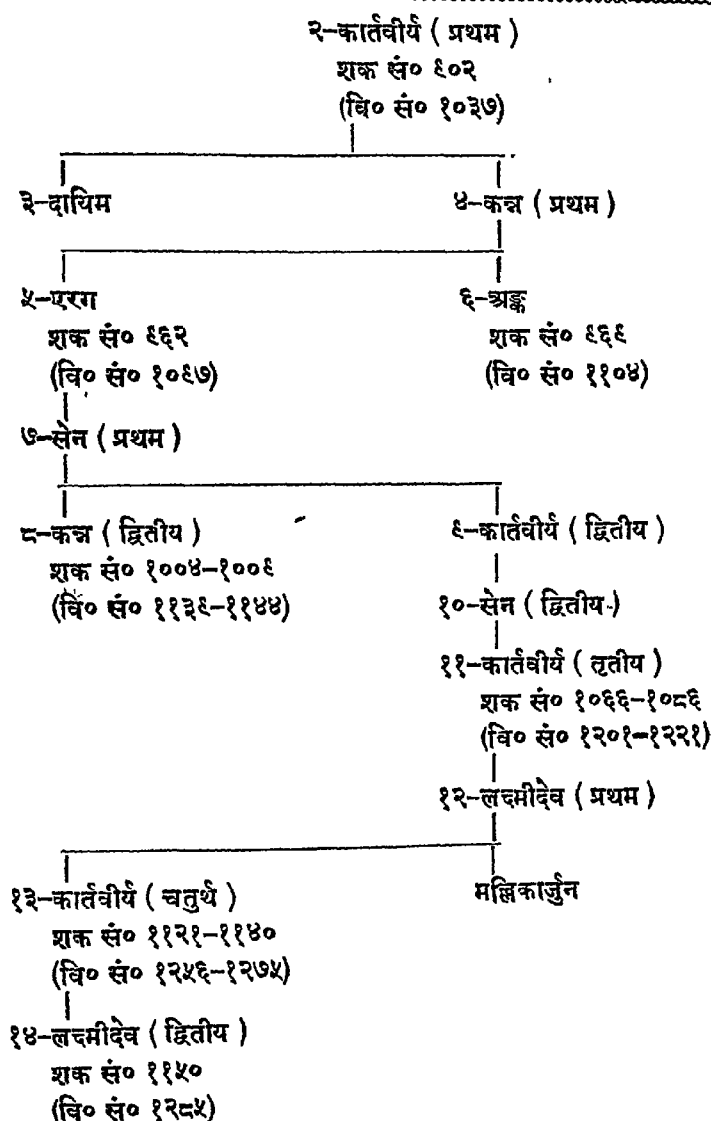 २-कार्तवीर्य ( प्रथम )
शक सं० ९०२
(वि० सं० १०३७)
३-दायिम
४-कन्न ( प्रथम )
५-एरग
शक सं० ९६२
(वि० सं० १०९७)
६-अङ्क
शक सं० ९६९
(वि० सं० ११०४)
७-सेन ( प्रथम )
८-कन्न ( द्वितीय )
शक सं० १००४-१००९
(वि० सं० ११३९-११४४)
९-कार्तवीर्य ( द्वितीय )
१०-सेन ( द्वितीय )
११-कार्तवीर्य ( तृतीय )
शक सं० १०६६-१०८६
(वि० सं० १२०१-१२२१)
१२-लक्ष्मीदेव ( प्रथम )
१३-कार्तवीर्य ( चतुर्थ )
शक सं० ११२१-११४०
(वि० सं० १२५६-१२७५)
मल्लिकार्जुन
१४-लक्ष्मीदेव ( द्वितीय )
शक सं० ११५०
(वि० सं० १२८५)